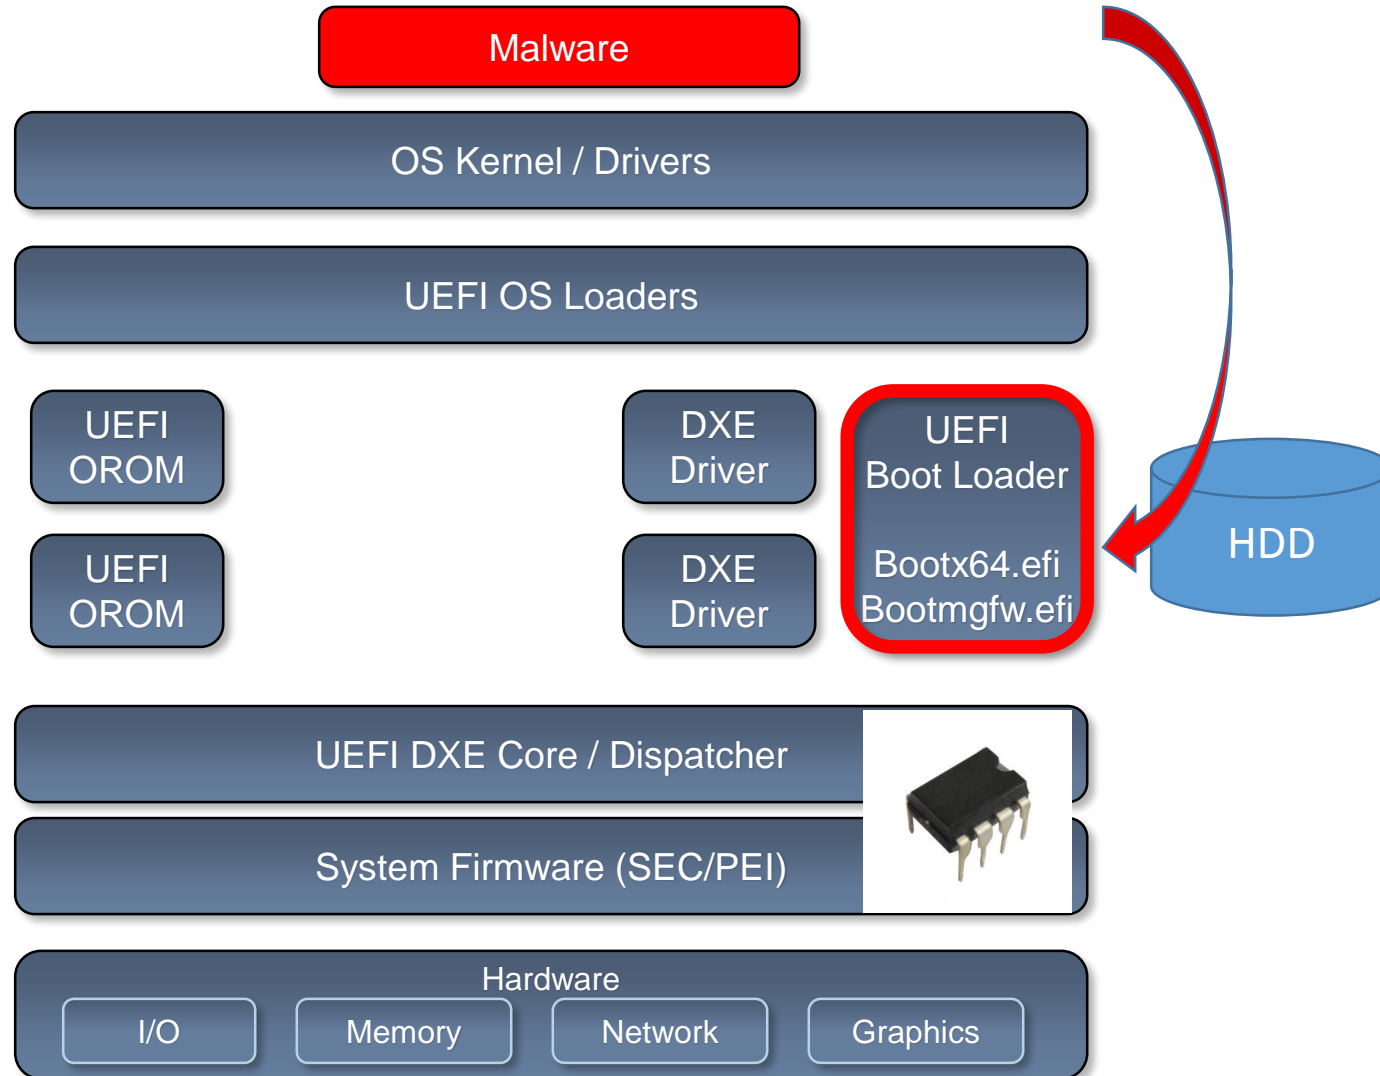 Malware
OS Kernel / Drivers
UEFI OS Loaders
UEFI
OROM
DXE
Driver
UEFI
Boot Loader
Bootx64.efi
Bootmgfw.efi
HDD
UEFI
OROM
DXE
Driver
UEFI DXE Core / Dispatcher
System Firmware (SEC/PEI)
Hardware
I/O
Memory
Network
Graphics